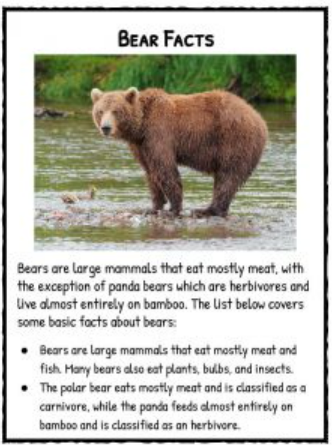 BEAR FACTS
Bears are large mammals that eat mostly meat, with
the exception of panda bears which are herbivores and
live almost entirely on bamboo. The list below covers
some basic facts about bears:
● Bears are large mammals that eat mostly meat and
fish. Many bears also eat plants, bulbs, and insects.
● The polar bear eats mostly meat and is classified as a
carnivore, while the panda feeds almost entirely on
bamboo and is classified as an herbivore.